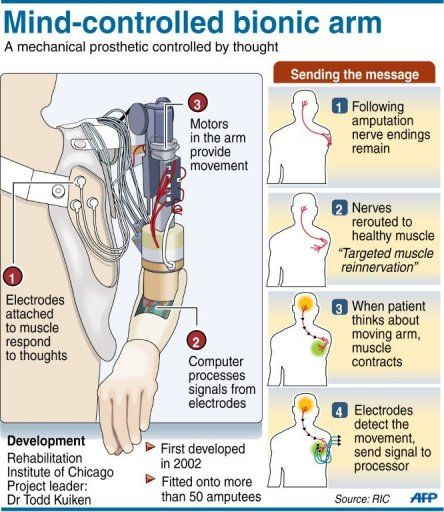 Mind-controlled bionic arm
A mechanical prosthetic controlled by thought
3
Motors
in the arm
provide
movement
1
Electrodes
attached
to muscle
respond
to thoughts
2
Computer
processes
signals from
electrodes
Development
Rehabilitation
Institute of Chicago
Project leader:
Dr Todd Kuiken
First developed
in 2002
Fitted onto more
than 50 amputees
Sending the message
1
Following
amputation
nerve endings
remain
2
Nerves
rerouted to
healthy muscle
“Targeted muscle
reinnervation”
3
When patient
thinks about
moving arm,
muscle
contracts
4
Electrodes
detect the
movement,
send signal to
processor
Source: RIC
AFP